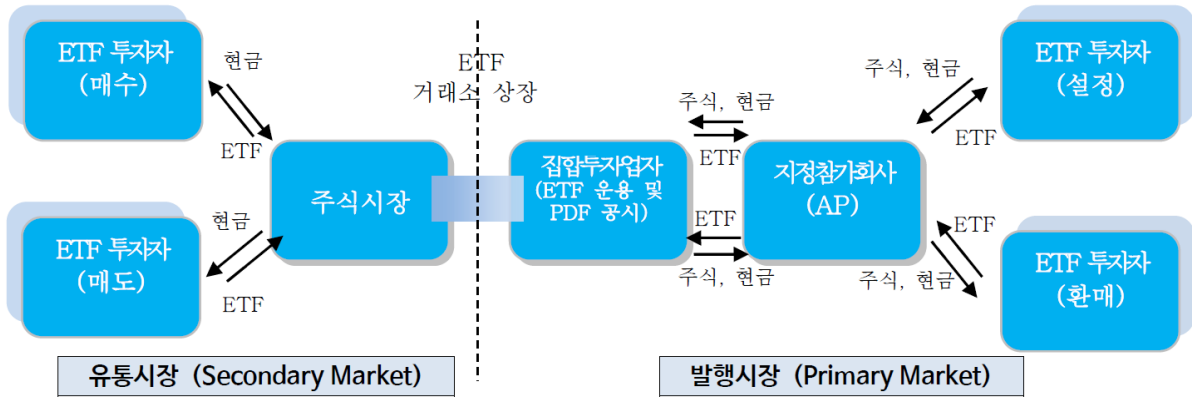 ETF 투자자
(매수)
현금
ETF
ETF 투자자
(매도)
현금
ETF
주식시장
ETF
거래소 상장
집합투자업자
(ETF 운용 및
PDF 공시)
주식, 현금
ETF
ETF
주식, 현금
지정참가회사
(AP)
주식, 현금
ETF
ETF 투자자
(설정)
ETF
주식, 현금
ETF 투자자
(환매)
유통시장 (Secondary Market)
발행시장 (Primary Market)